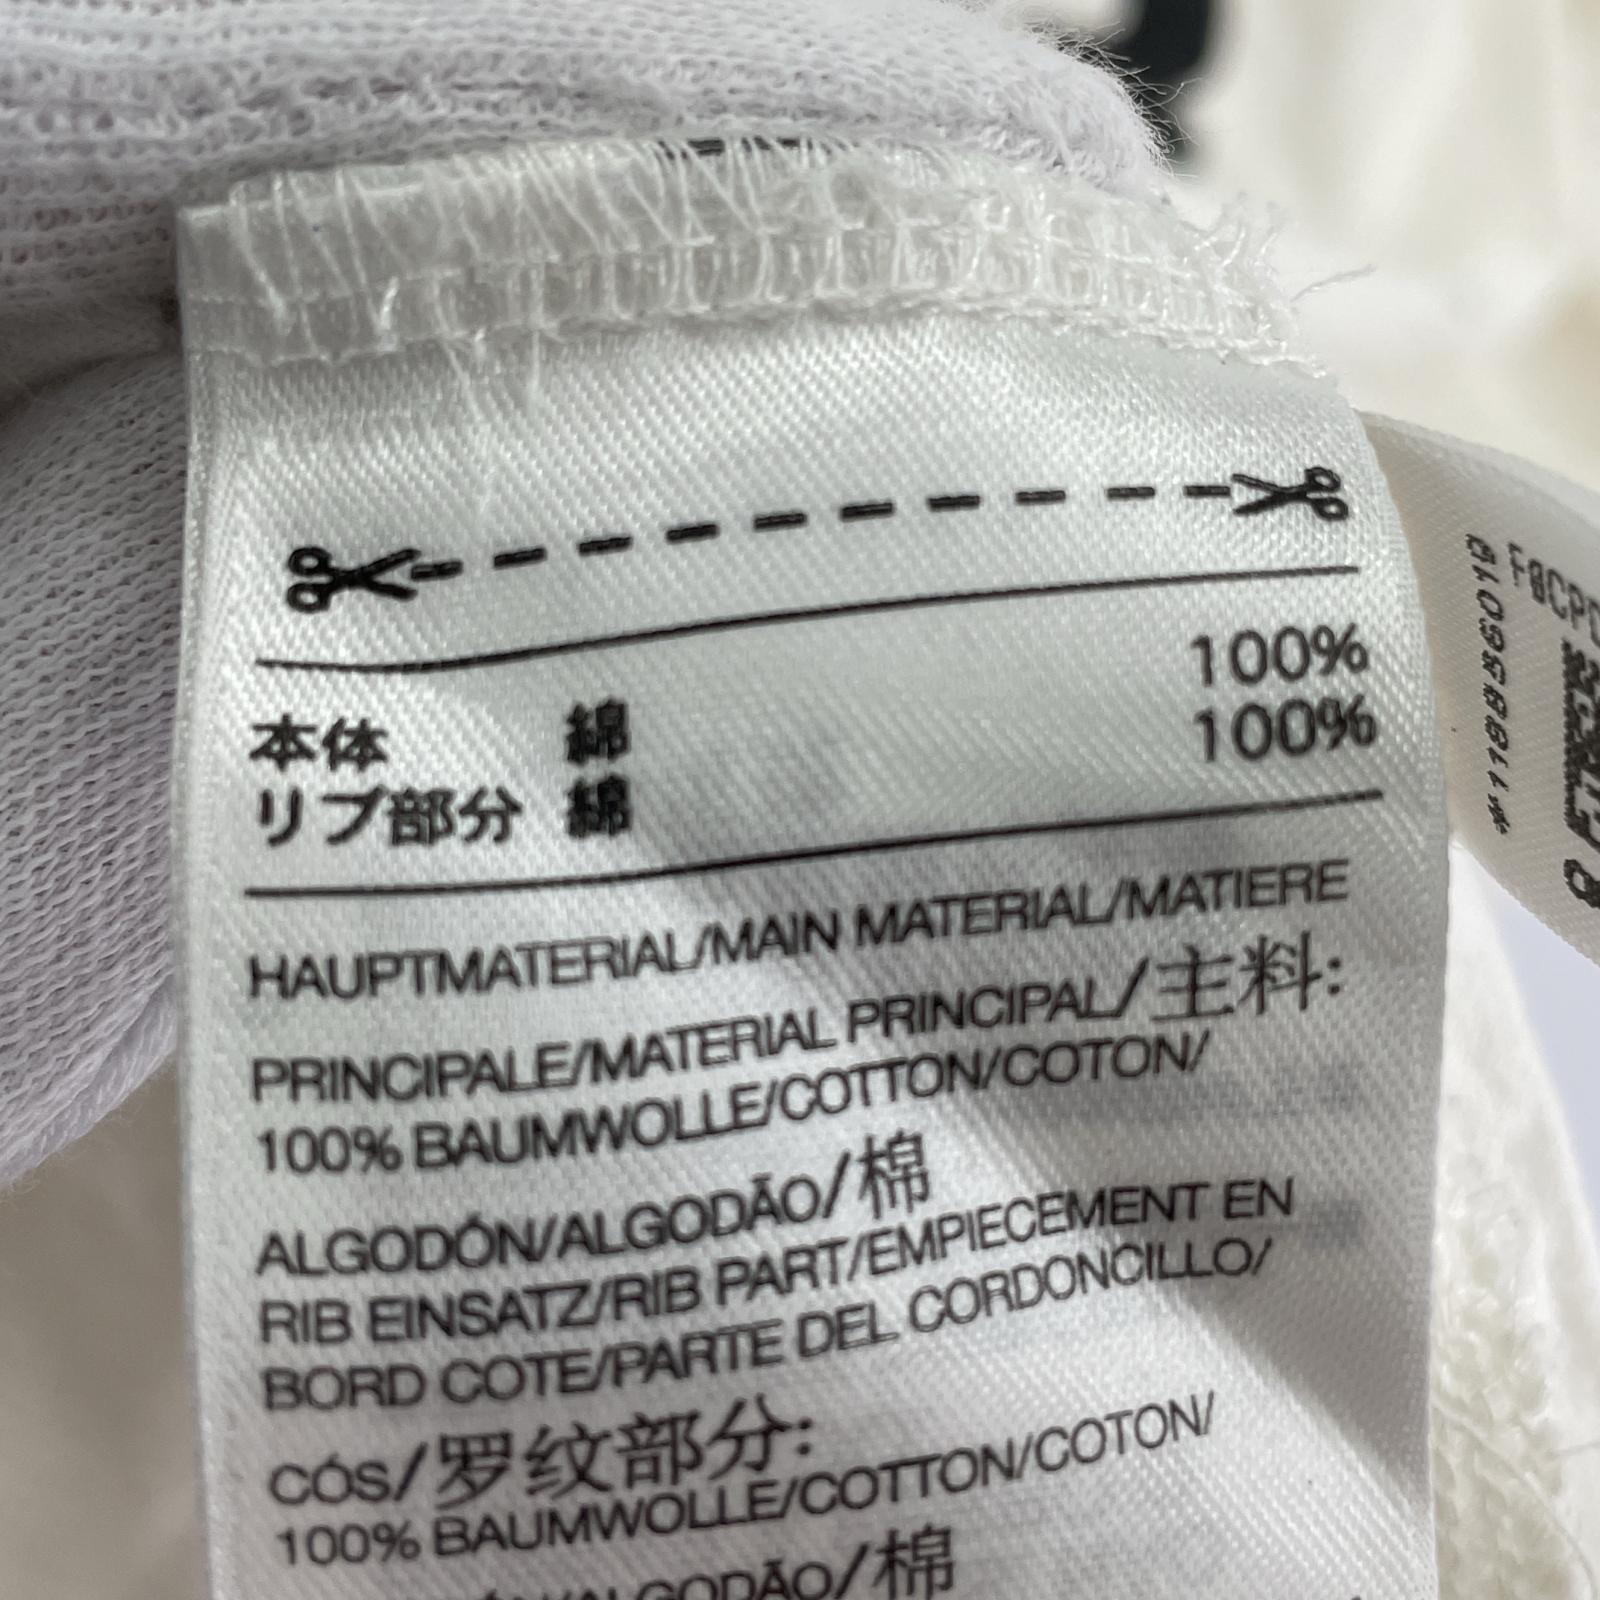 本体 綿 100%
リブ部分 綿 100%
HAUPTMATERIAL/MAIN MATERIAL/MATIERE
PRINCIPALE/MATERIAL PRINCIPAL/主料:
100% BAUMWOLLE/COTTON/COTON/
ALGODÓN/ALGODÃO/棉
RIB EINSATZ/RIB PART/EMPIECEMENT EN
BORD COTE/PARTE DEL CORDONCILLO/
CÓS/罗纹部分:
100% BAUMWOLLE/COTTON/COTON/
ALGODÃO/棉